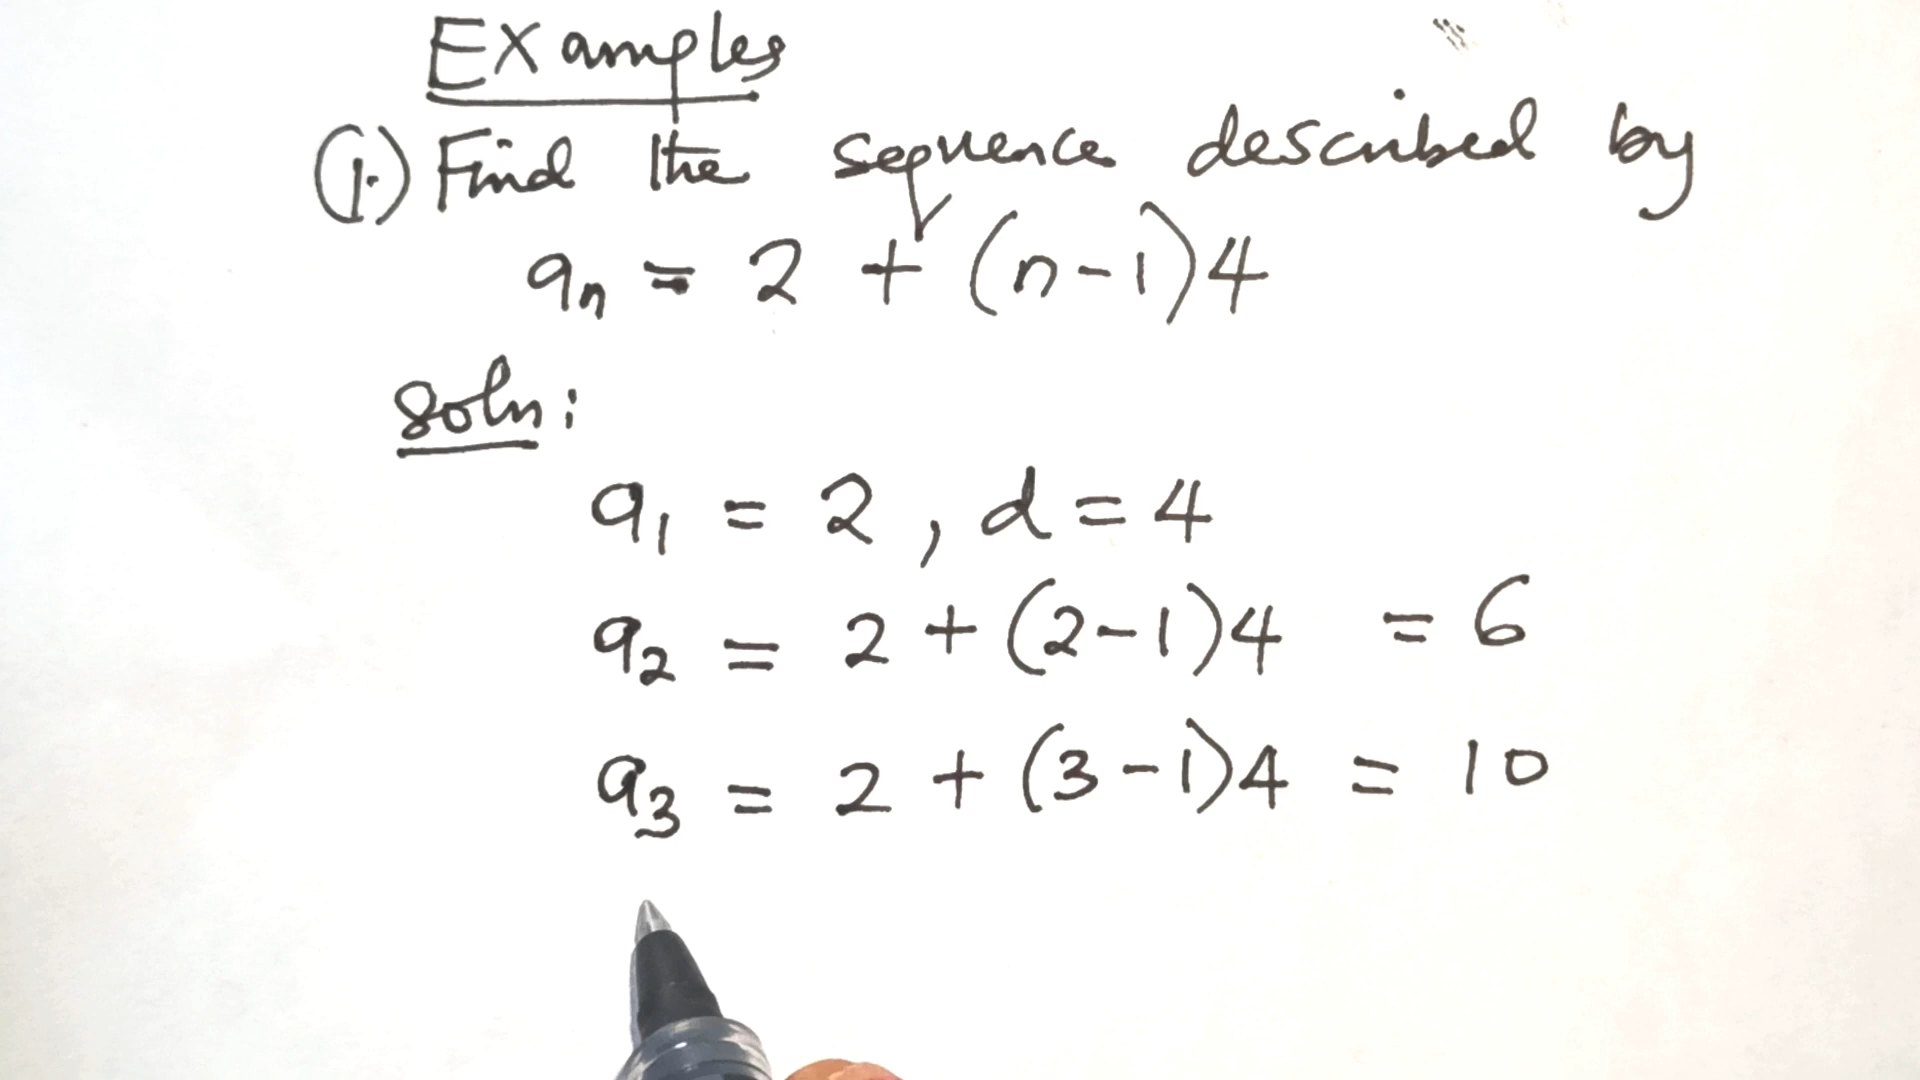 Examples
(1.) Find the sequence described by
aₙ = 2 + (n-1)4
soln:
a₁ = 2, d = 4
a₂ = 2 + (2-1)4 = 6
a₃ = 2 + (3-1)4 = 10